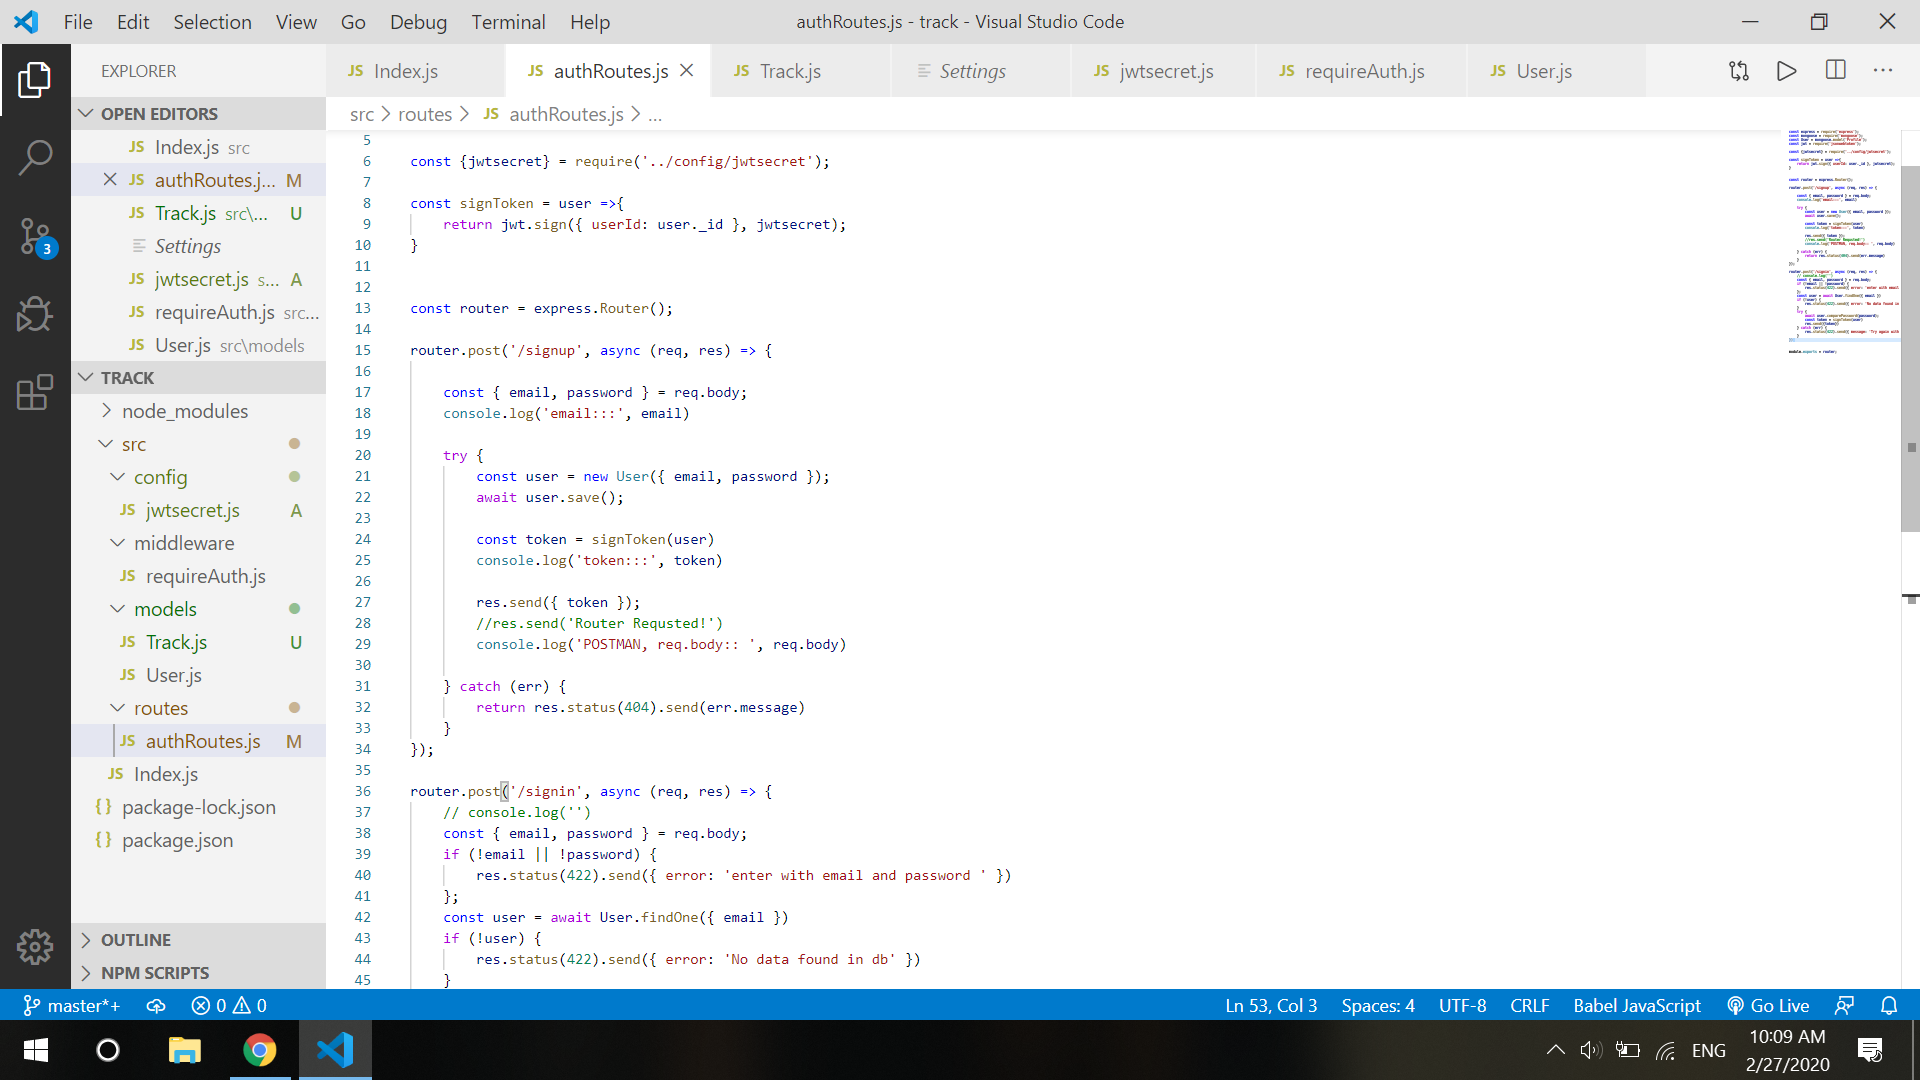 File Edit Selection View Go Debug Terminal Help authRoutes.js - track - Visual Studio Code
EXPLORER
JS Index.js JS authRoutes.js JS Track.js Settings JS jwtsecret.js JS requireAuth.js JS User.js
src > routes > JS authRoutes.js > ...
OPEN EDITORS
JS Index.js src
JS authRoutes.j... M
JS Track.js src\... U
Settings
JS jwtsecret.js s... A
JS requireAuth.js src...
JS User.js src\models
TRACK
node_modules
src
config
JS jwtsecret.js A
middleware
JS requireAuth.js
models
JS Track.js U
JS User.js
routes
JS authRoutes.js M
JS Index.js
{} package-lock.json
{} package.json
OUTLINE
NPM SCRIPTS
3
5
6 const {jwtsecret} = require('../config/jwtsecret');
7
8 const signToken = user =>{
9 return jwt.sign({ userId: user._id }, jwtsecret);
10 }
11
12
13 const router = express.Router();
14
15 router.post('/signup', async (req, res) => {
16
17 const { email, password } = req.body;
18 console.log('email:::', email)
19
20 try {
21 const user = new User({ email, password });
22 await user.save();
23
24 const token = signToken(user)
25 console.log('token:::', token)
26
27 res.send({ token });
28 //res.send('Router Requsted!')
29 console.log('POSTMAN, req.body:: ', req.body)
30
31 } catch (err) {
32 return res.status(404).send(err.message)
33 }
34 });
35
36 router.post('/signin', async (req, res) => {
37 // console.log('')
38 const { email, password } = req.body;
39 if (!email || !password) {
40 res.status(422).send({ error: 'enter with email and password ' })
41 };
42 const user = await User.findOne({ email })
43 if (!user) {
44 res.status(422).send({ error: 'No data found in db' })
45 }
master*+ 0 0 Ln 53, Col 3 Spaces: 4 UTF-8 CRLF Babel JavaScript Go Live
ENG 10:09 AM
2/27/2020